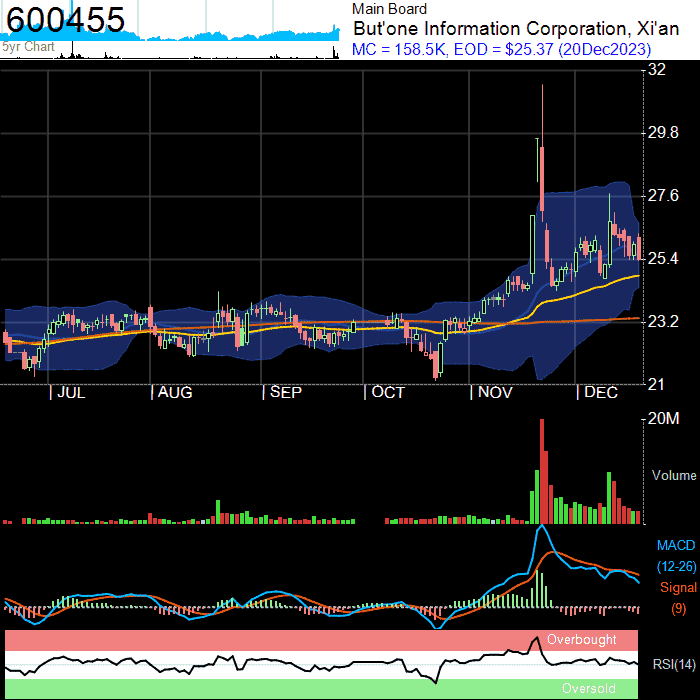 600455
5yr Chart
Main Board
But'one Information Corporation, Xi'an
MC = 158.5K, EOD = $25.37 (20Dec2023)
32
29.8
27.6
25.4
23.2
21
JUL AUG SEP OCT NOV DEC
20M
Volume
MACD
(12-26)
Signal
(9)
Overbought
RSI(14)
Oversold